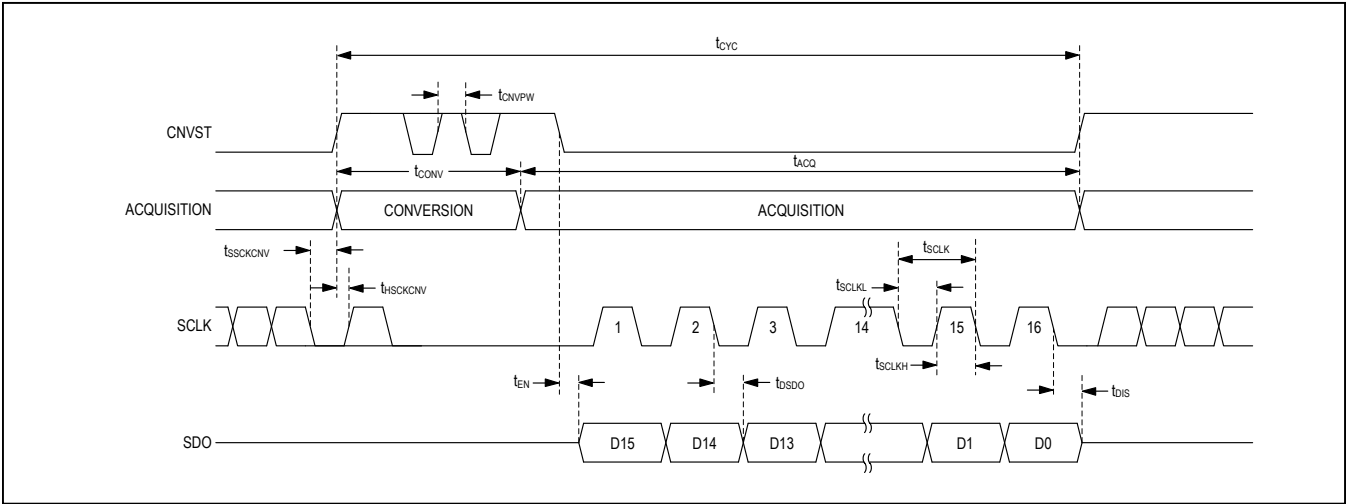 tCYC
tCNVPW
CNVST
tCONV
tACQ
ACQUISITION
CONVERSION
ACQUISITION
tSSCKCNV
tHSCKCNV
tSCLK
tSCLKL
SCLK
1
2
3
14
15
16
tSCLKH
tEN
tDSDO
tDIS
SDO
D15
D14
D13
D1
D0